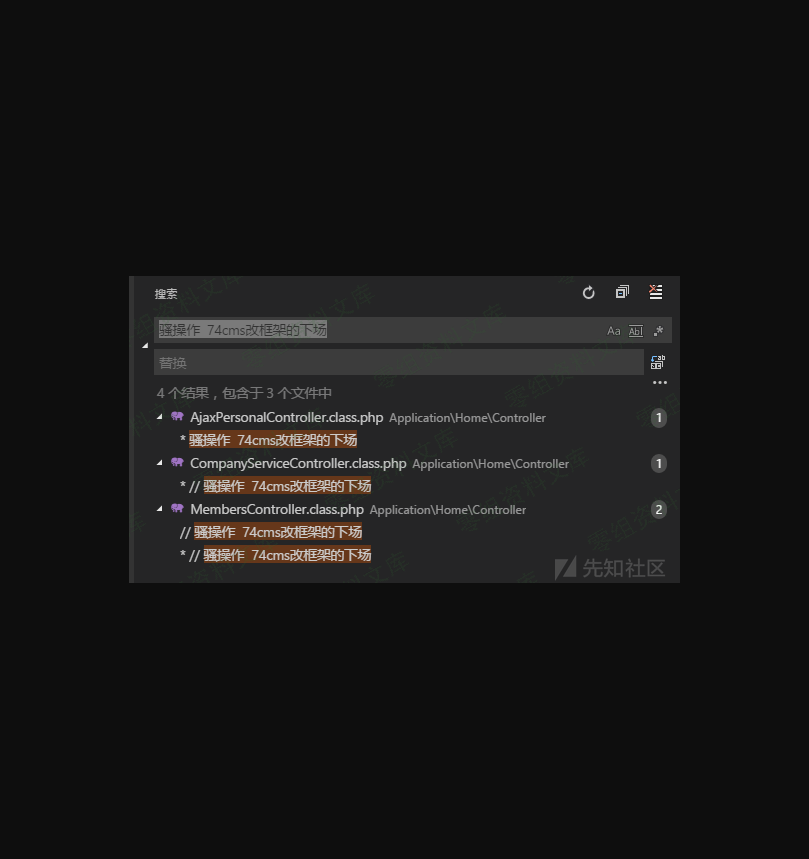 搜索
骚操作 74cms改框架的下场
Aa Abl .*
替换
4 个结果，包含于 3 个文件中
AjaxPersonalController.class.php Application\Home\Controller 1
* 骚操作 74cms改框架的下场
CompanyServiceController.class.php Application\Home\Controller 1
* // 骚操作 74cms改框架的下场
MembersController.class.php Application\Home\Controller 2
// 骚操作 74cms改框架的下场
* // 骚操作 74cms改框架的下场
先知社区